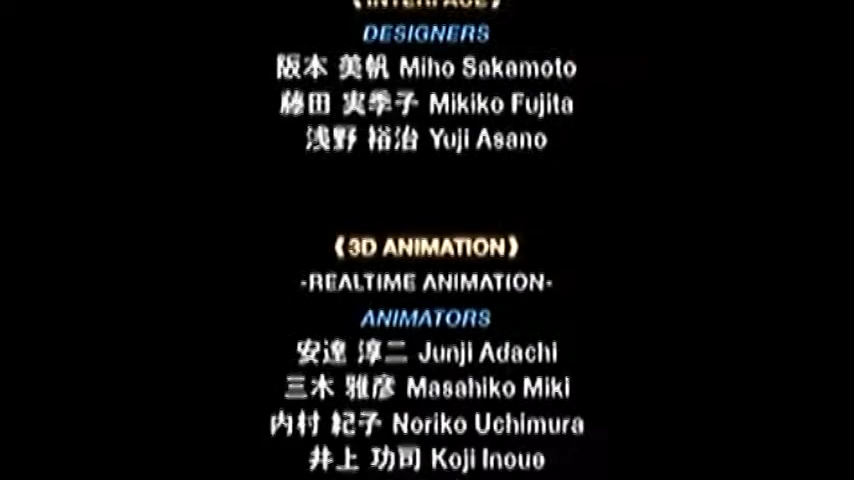 《INTERFACE》
DESIGNERS
阪本 美帆 Miho Sakamoto
藤田 実季子 Mikiko Fujita
浅野 裕治 Yuji Asano
《3D ANIMATION》
-REALTIME ANIMATION-
ANIMATORS
安達 淳二 Junji Adachi
三木 雅彦 Masahiko Miki
内村 紀子 Noriko Uchimura
井上 功司 Koji Inoue